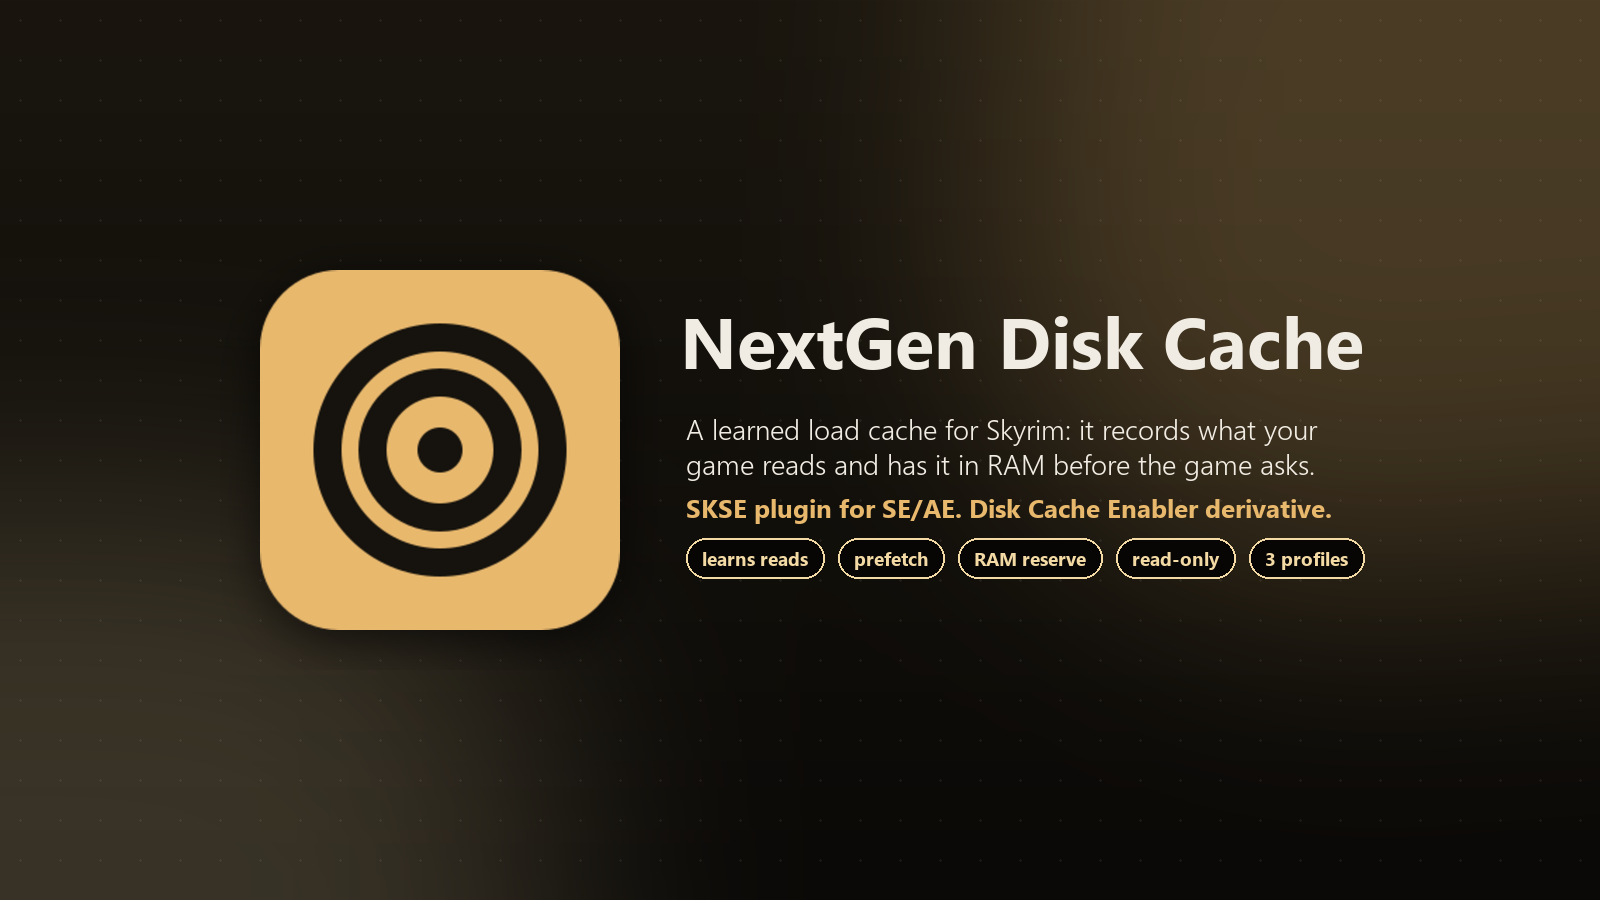 NextGen Disk Cache
A learned load cache for Skyrim: it records what your
game reads and has it in RAM before the game asks.
SKSE plugin for SE/AE. Disk Cache Enabler derivative.
learns reads prefetch RAM reserve read-only 3 profiles